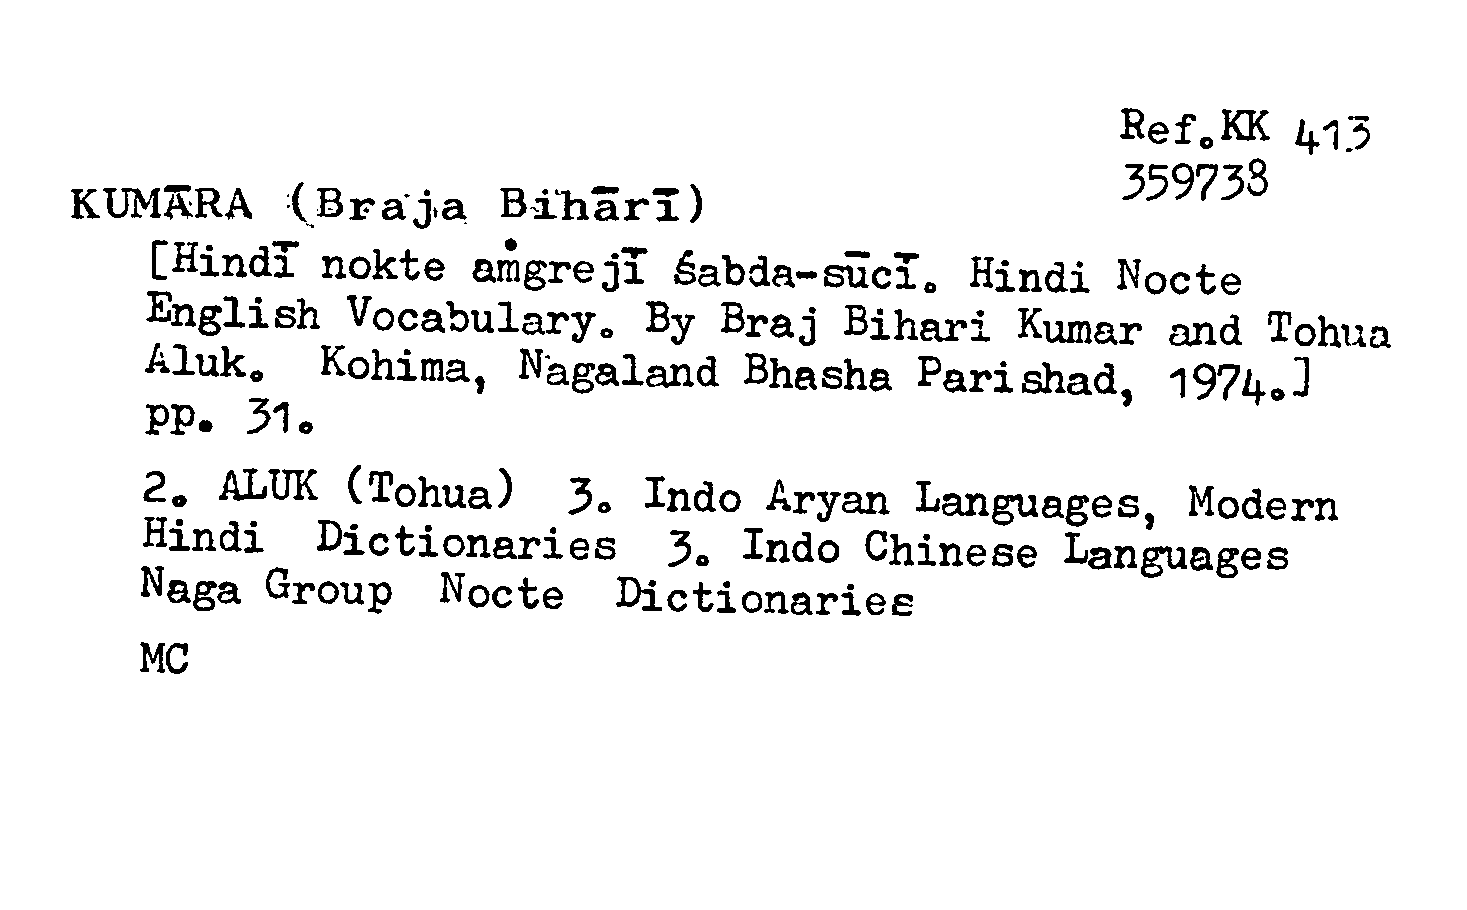 Ref.KK 413
359738
KUMĀRA (Braja Bihārī)
[Hindī nokte aṁgrejī śabda-sūcī. Hindi Nocte
English Vocabulary. By Braj Bihari Kumar and Tohua
Aluk. Kohima, Nagaland Bhasha Parishad, 1974.]
pp. 31.
2. ALUK (Tohua) 3. Indo Aryan Languages, Modern
Hindi Dictionaries 3. Indo Chinese Languages
Naga Group Nocte Dictionaries
MC